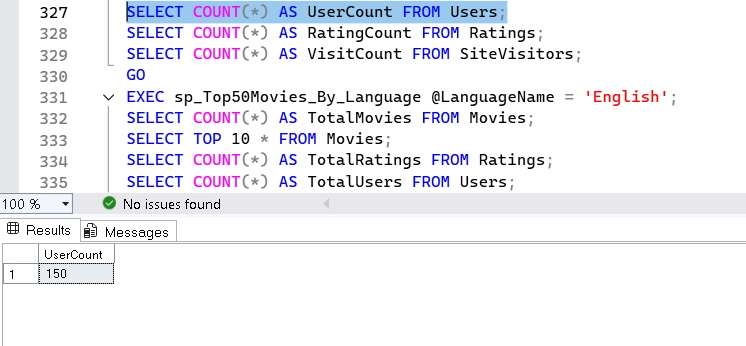 327 SELECT COUNT(*) AS UserCount FROM Users;
328 SELECT COUNT(*) AS RatingCount FROM Ratings;
329 SELECT COUNT(*) AS VisitCount FROM SiteVisitors;
330 GO
331 EXEC sp_Top50Movies_By_Language @LanguageName = 'English';
332 SELECT COUNT(*) AS TotalMovies FROM Movies;
333 SELECT TOP 10 * FROM Movies;
334 SELECT COUNT(*) AS TotalRatings FROM Ratings;
335 SELECT COUNT(*) AS TotalUsers FROM Users;
100 % No issues found
Results Messages
UserCount
1 150